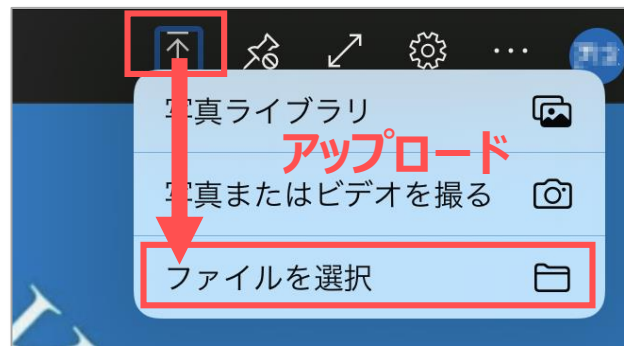 写真ライブラリ
アップロード
写真またはビデオを撮る
ファイルを選択